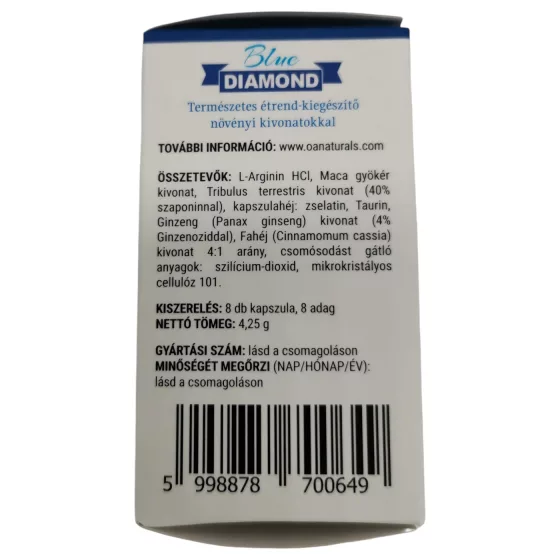 Blue
DIAMOND
Természetes étrend-kiegészítő
növényi kivonatokkal
TOVÁBBI INFORMÁCIÓ: www.oanaturals.com
ÖSSZETEVŐK: L-Arginin HCl, Maca gyökér
kivonat, Tribulus terrestris kivonat (40%
szaponinnal), kapszulahéj: zselatin, Taurin,
Ginzeng (Panax ginseng) kivonat (4%
Ginzenoziddal), Fahéj (Cinnamomum cassia)
kivonat 4:1 arány, csomósodást gátló
anyagok: szilícium-dioxid, mikrokristályos
cellulóz 101.
KISZERELÉS: 8 db kapszula, 8 adag
NETTÓ TÖMEG: 4,25 g
GYÁRTÁSI SZÁM: lásd a csomagoláson
MINŐSÉGÉT MEGŐRZI (NAP/HÓNAP/ÉV):
lásd a csomagoláson
5 998878 700649